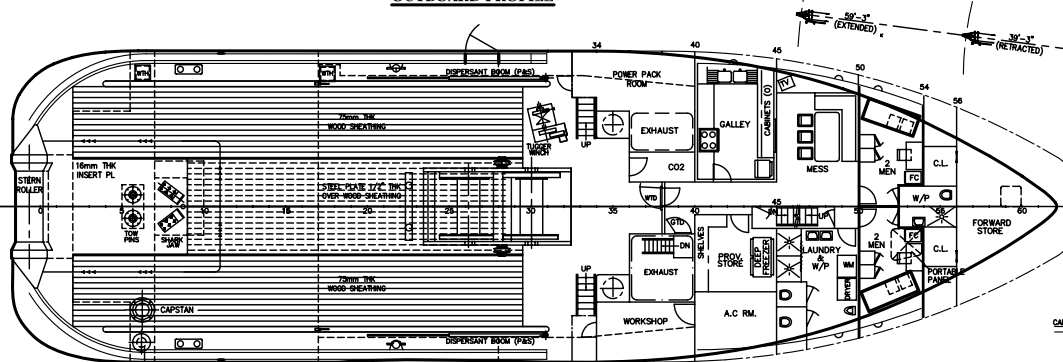 OUTBOARD PROFILE
59'-3"
(EXTENDED)
39'-3"
(RETRACTED)
34
40
45
50
54
56
WTH
WTH
DISPERSANT BOOM (P&S)
POWER PACK
ROOM
75mm THK
WOOD SHEATHING
TUGGER
WINCH
UP
EXHAUST
GALLEY
CABINETS (O)
TV
MESS
2
MEN
C.L.
FC
CO2
16mm THK
INSERT PL
STERN
ROLLER
STEEL PLATE 1/2" THK
OVER WOOD SHEATHING
WTD
W/P
0
5
10
15
20
25
30
35
40
45
50
55
60
TOW
PINS
SHARK
JAW
GTD
DN
UP
FORWARD
STORE
DN
SHELVES
PROV.
STORE
DEEP
FREEZER
LAUNDRY
&
W/P
2
MEN
FC
C.L.
75mm THK
WOOD SHEATHING
UP
EXHAUST
WM
DRYER
PORTABLE
PANEL
CAPSTAN
WORKSHOP
A.C RM.
DISPERSANT BOOM (P&S)